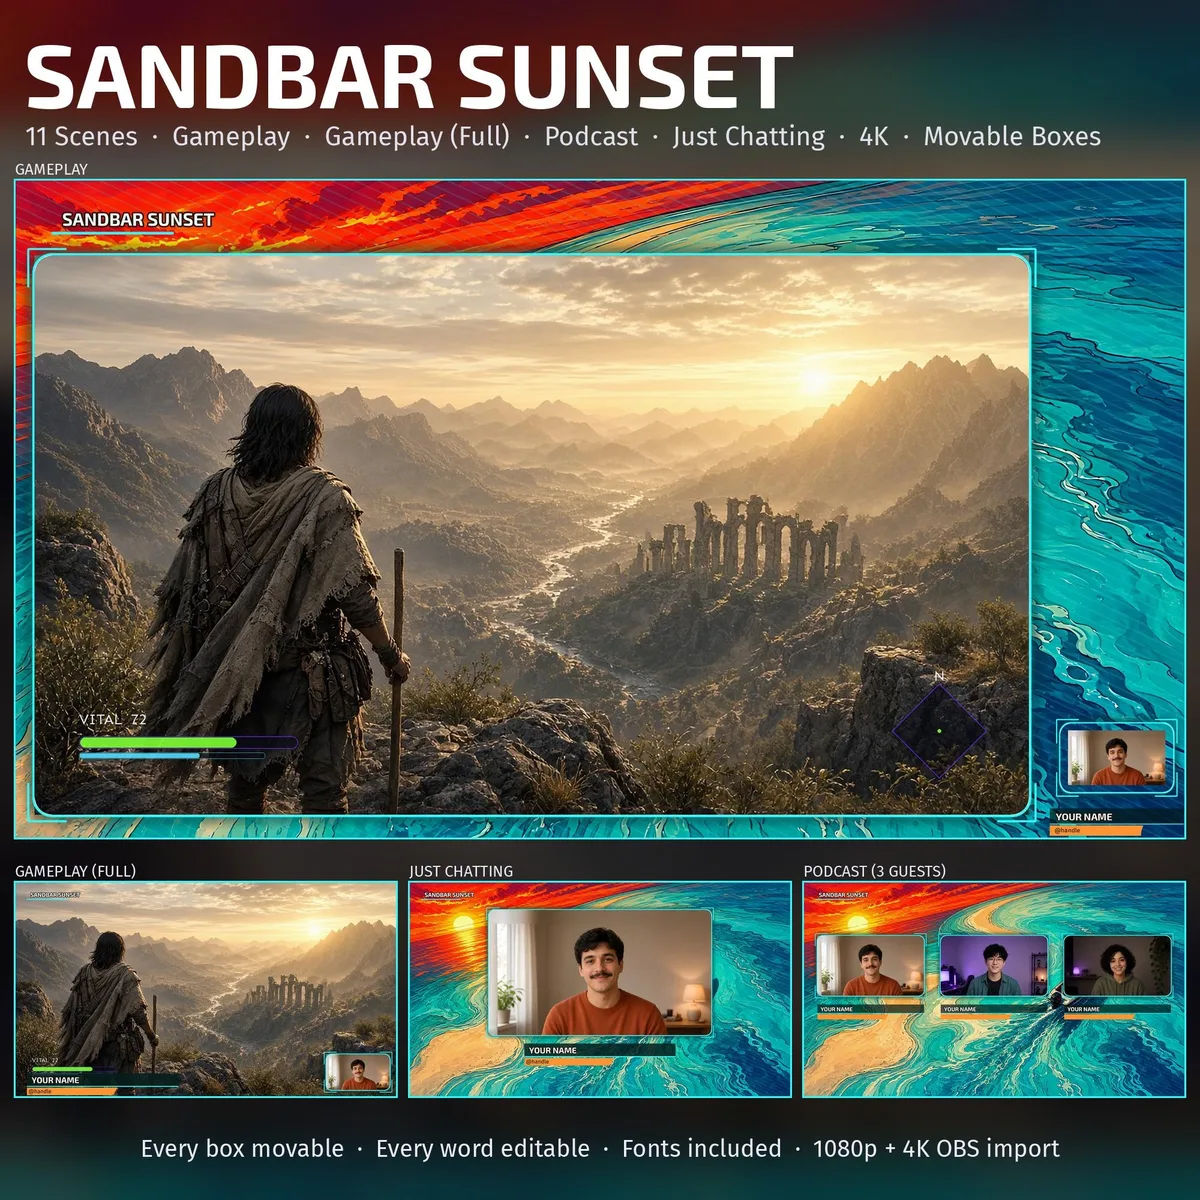 SANDBAR SUNSET
11 Scenes · Gameplay · Gameplay (Full) · Podcast · Just Chatting · 4K · Movable Boxes
GAMEPLAY
SANDBAR SUNSET
N
VITAL 72
YOUR NAME
@handle
GAMEPLAY (FULL)
JUST CHATTING
PODCAST (3 GUESTS)
SANDBAR SUNSET
SANDBAR SUNSET
SANDBAR SUNSET
VITAL 72
YOUR NAME
@handle
YOUR NAME
@handle
YOUR NAME
YOUR NAME
YOUR NAME
Every box movable · Every word editable · Fonts included · 1080p + 4K OBS import